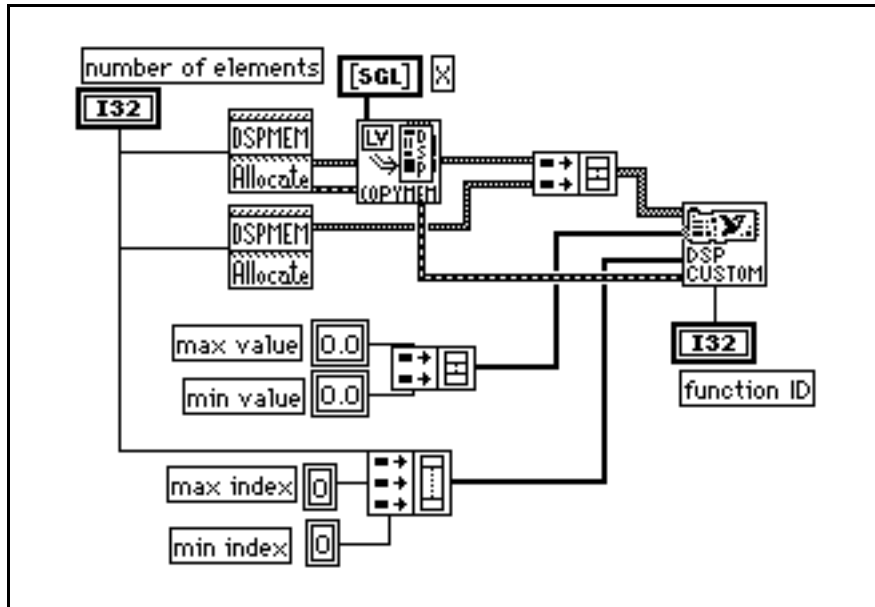 number of elements
I32
[SGL]
X
DSPMEM
Allocate
LV
DSP
COPYMEM
DSPMEM
Allocate
DSP
CUSTOM
I32
function ID
max value
0.0
min value
0.0
max index
0
min index
0